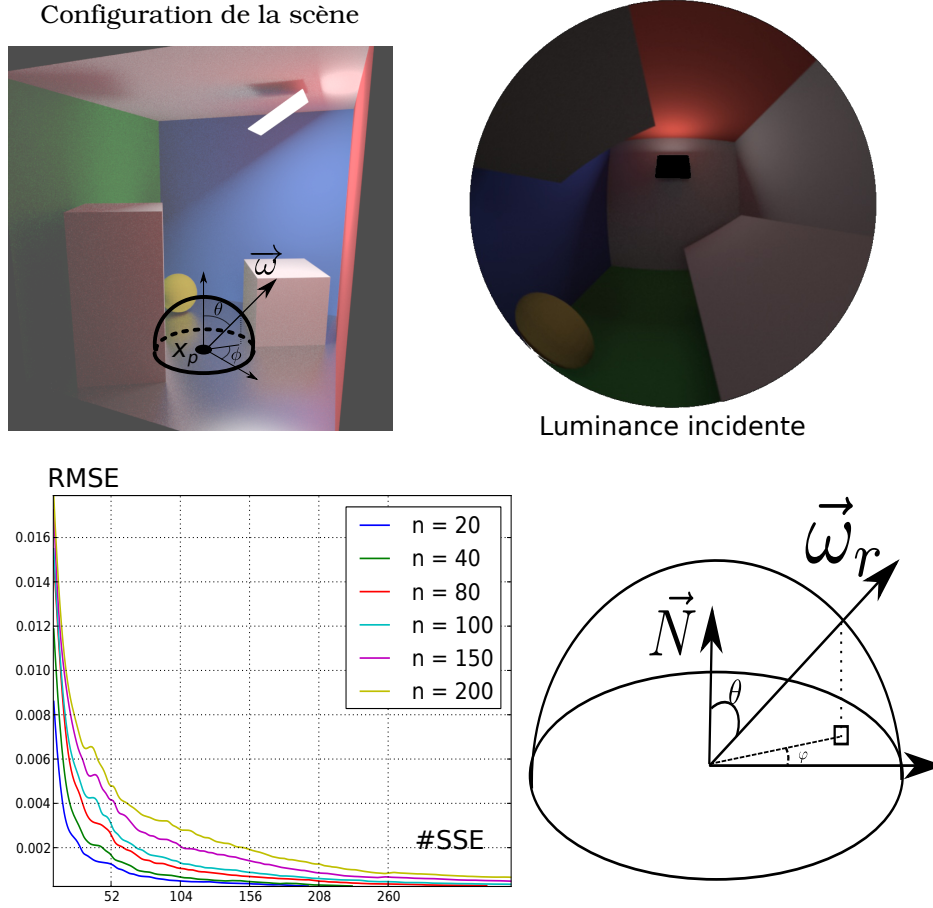 Configuration de la scène
θ
ω
x_p
ϕ
Luminance incidente
RMSE
0.016
0.014
0.012
0.010
0.008
0.006
0.004
0.002
n = 20
n = 40
n = 80
n = 100
n = 150
n = 200
#SSE
52
104
156
208
260
ω_r
N
θ
φ